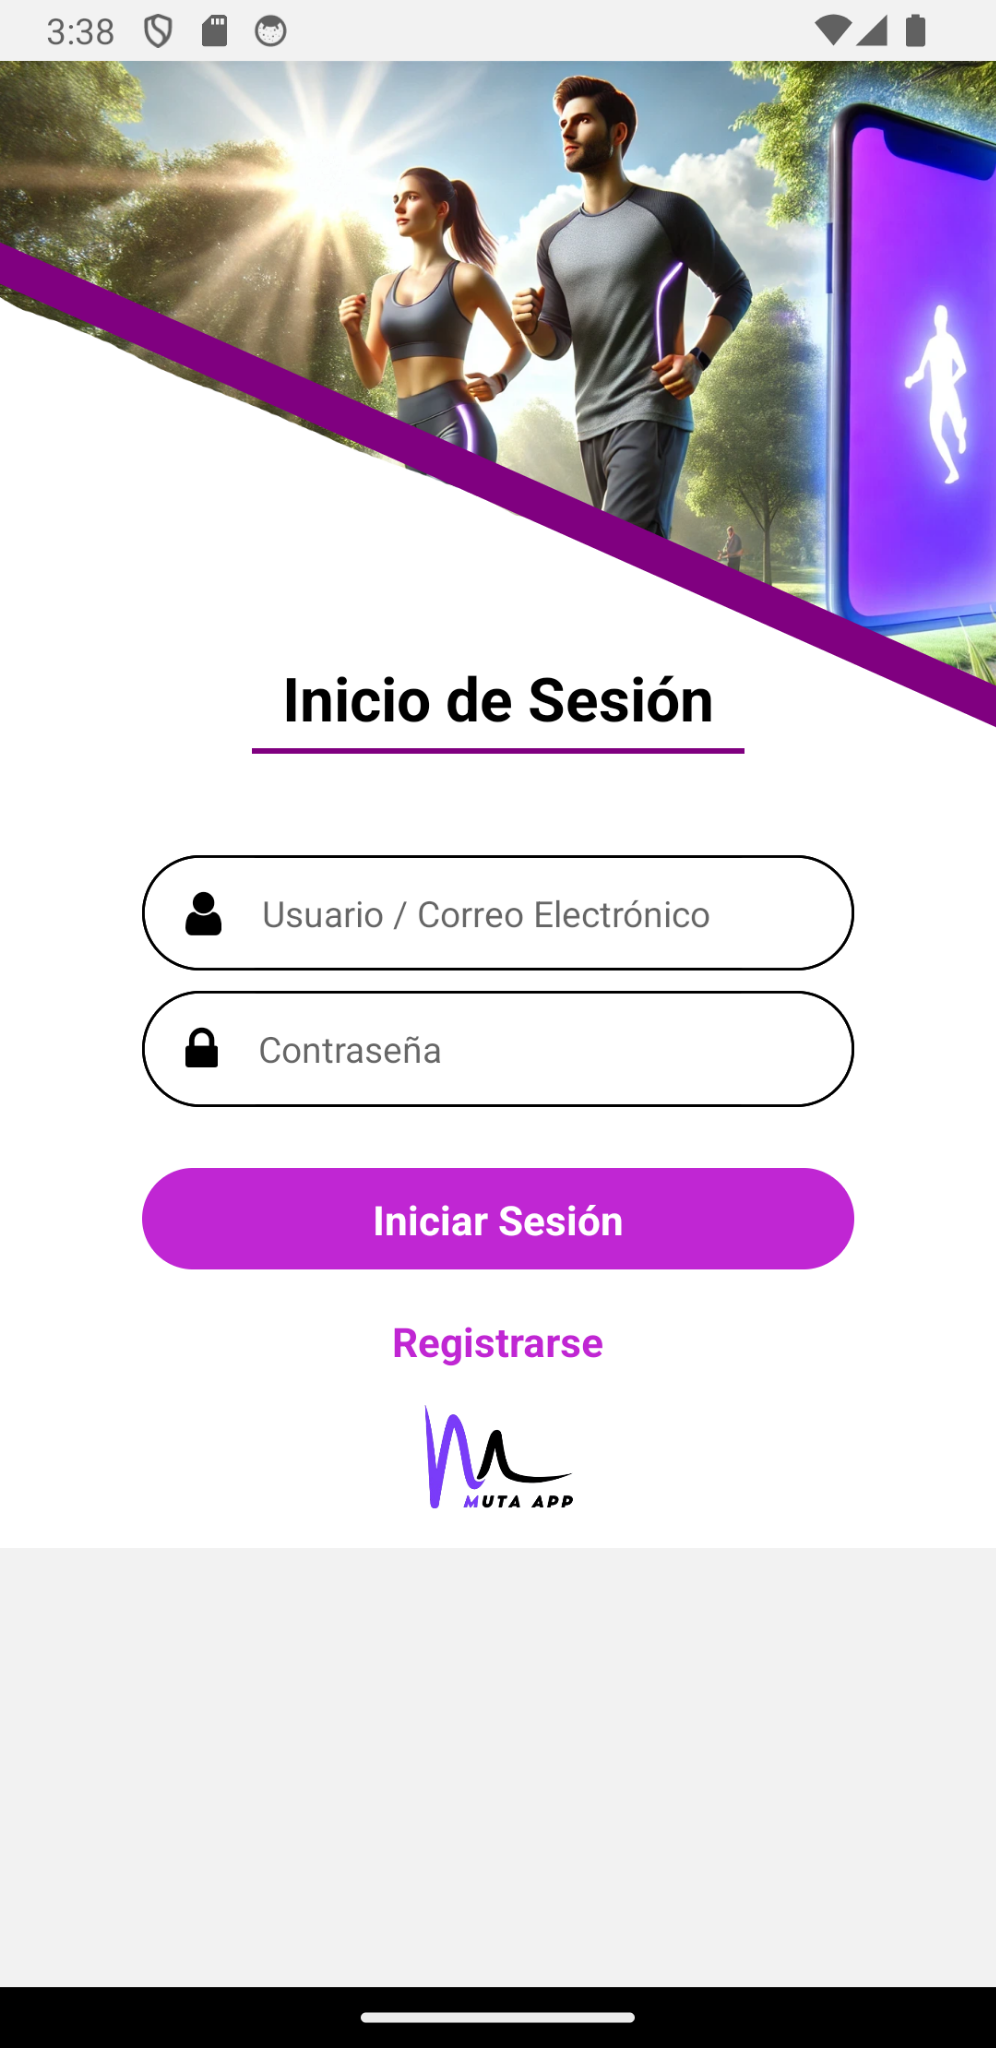 3:38
Inicio de Sesión
Usuario / Correo Electrónico
Contraseña
Iniciar Sesión
Registrarse
MUTA APP